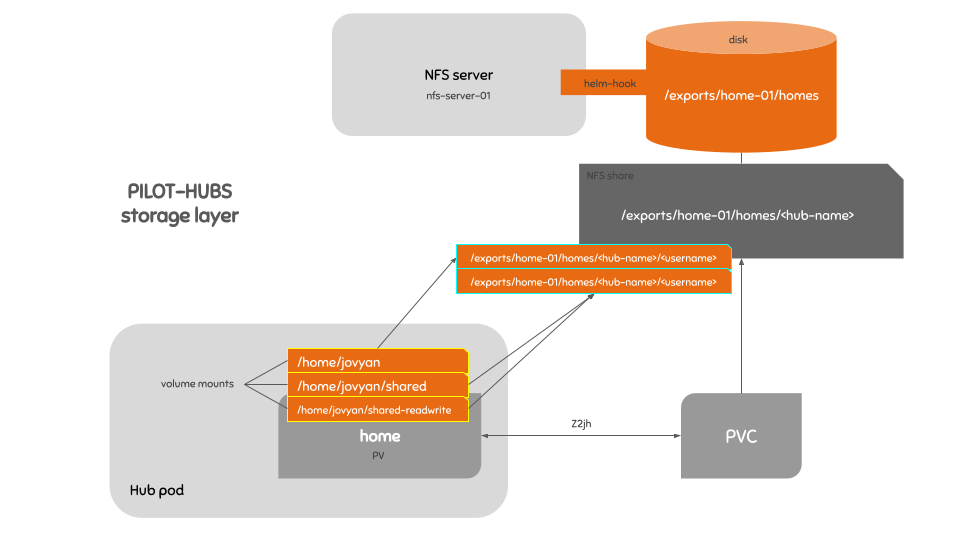 disk
NFS server
nfs-server-01
helm-hook
/exports/home-01/homes
NFS share
PILOT-HUBS
storage layer
/exports/home-01/homes/<hub-name>
/exports/home-01/homes/<hub-name>/<username>
/exports/home-01/homes/<hub-name>/<username>
/home/jovyan
volume mounts
/home/jovyan/shared
/home/jovyan/shared-readwrite
Z2jh
home
PVC
PV
Hub pod